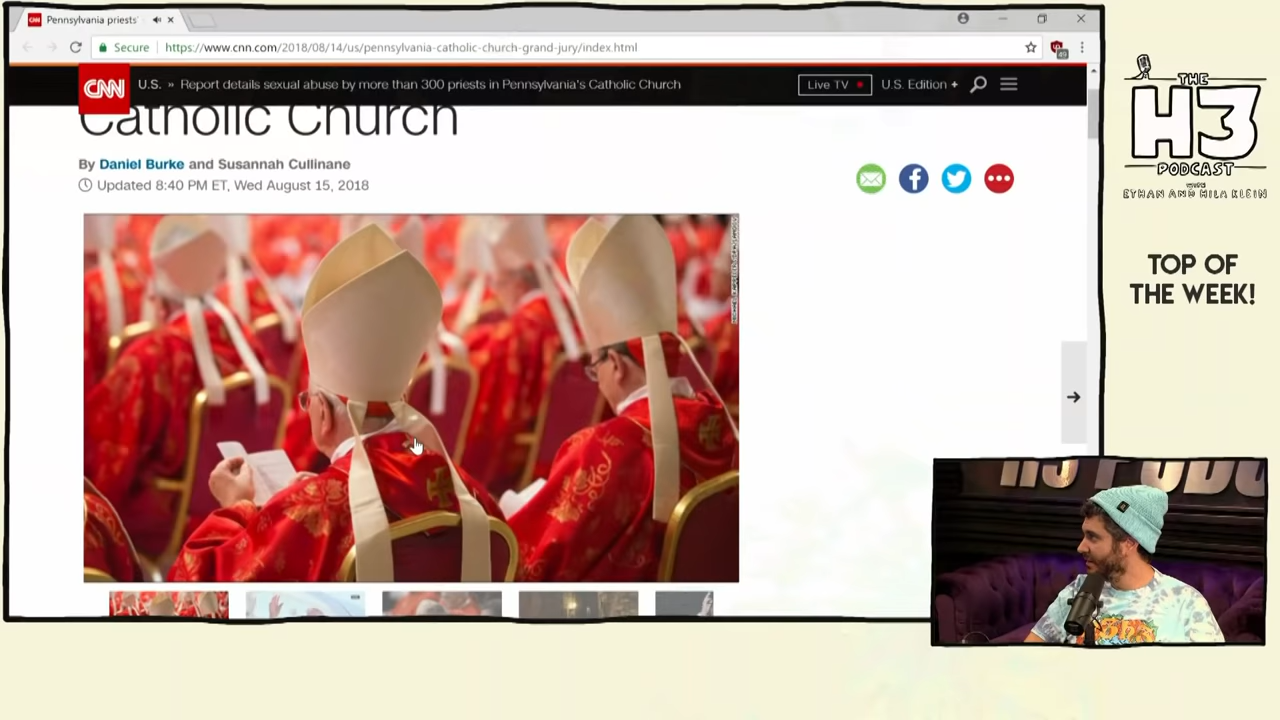 Pennsylvania priests'
Secure
https://www.cnn.com/2018/08/14/us/pennsylvania-catholic-church-grand-jury/index.html
CNN
U.S. » Report details sexual abuse by more than 300 priests in Pennsylvania's Catholic Church
Live TV
U.S. Edition +
Catholic Church
By Daniel Burke and Susannah Cullinane
Updated 8:40 PM ET, Wed August 15, 2018
THE
H3
PODCAST
WITH
ETHAN AND HILA KLEIN
TOP OF
THE WEEK!